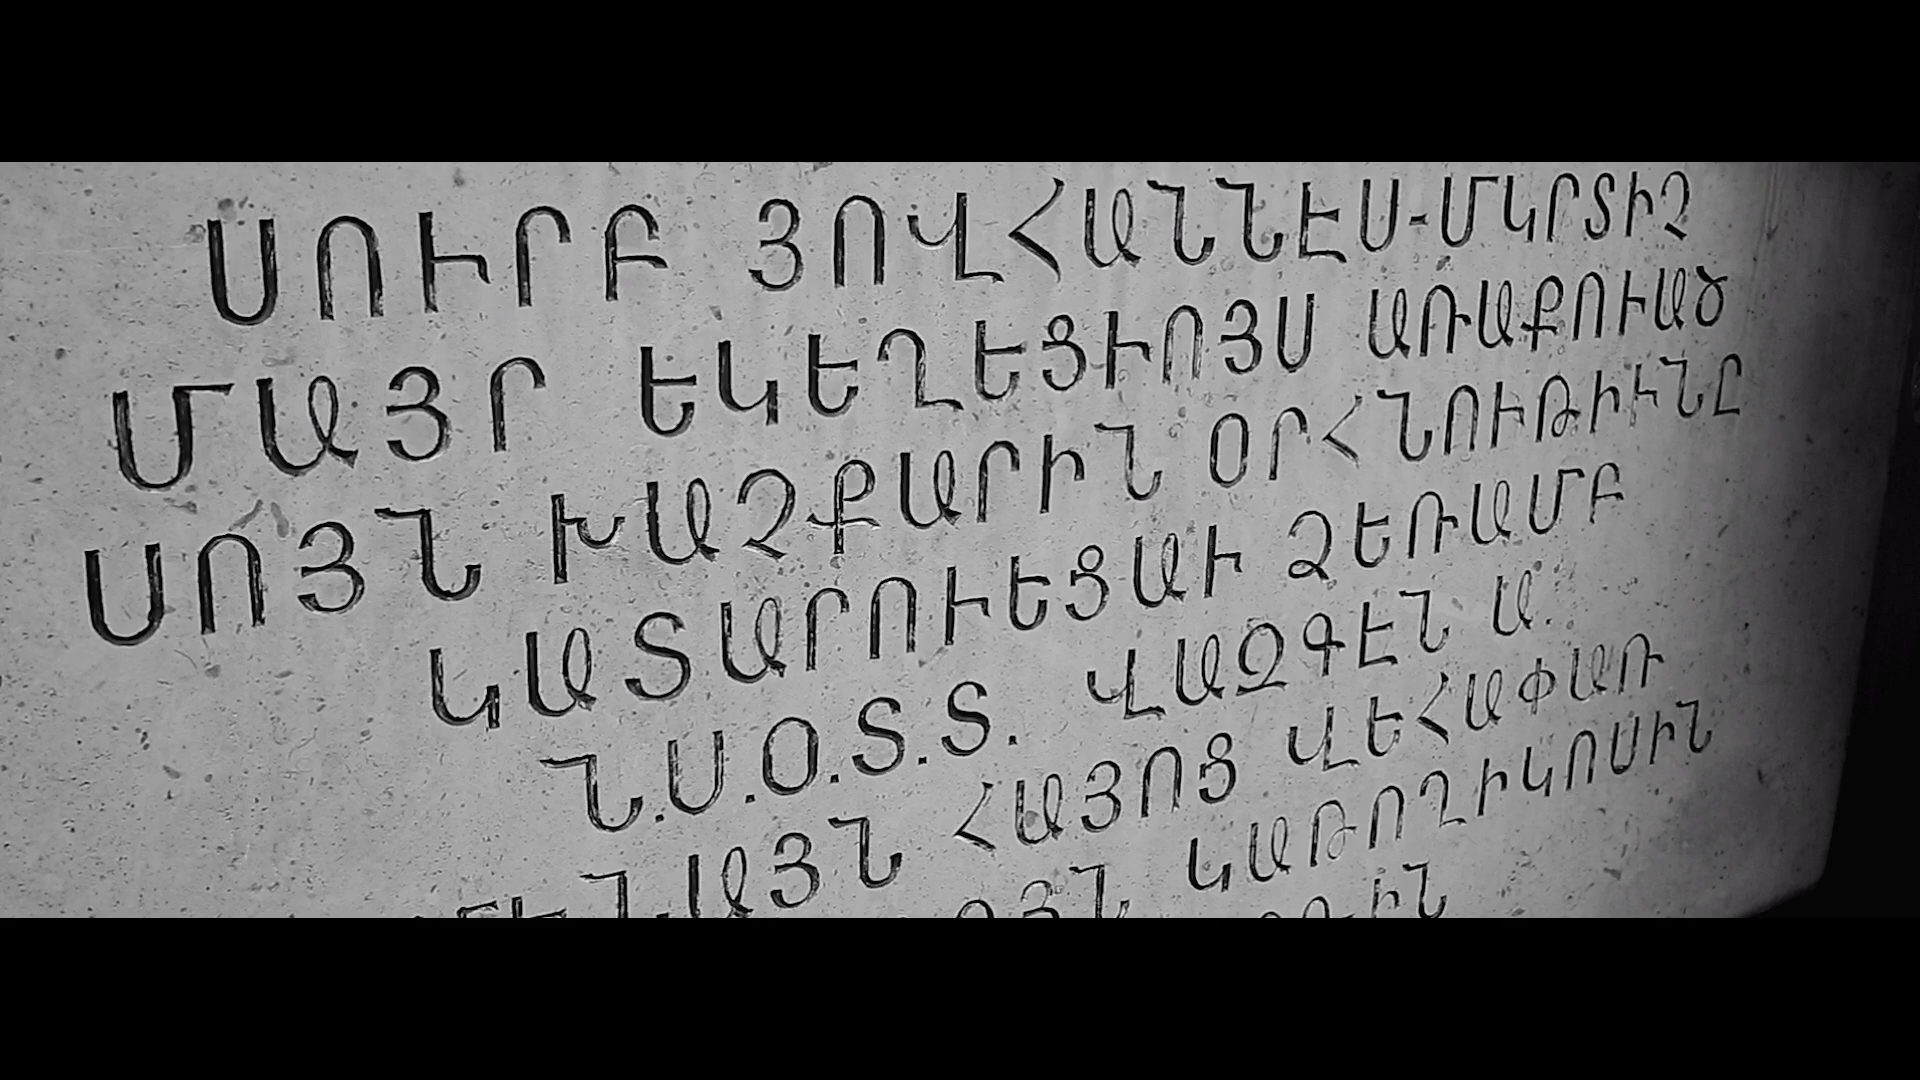 ՍՈՒՐԲ ՅՈՎՀԱՆՆԷՍ-ՄԿՐՏԻՉ
ՄԱՅՐ ԵԿԵՂԵՑԻՈՅՍ ԱՌԱՔՈՒԱԾ
ՍՈՅՆ ԽԱՉՔԱՐԻՆ ՕՐՀՆՈՒԹԻՒՆԸ
ԿԱՏԱՐՈՒԵՑԱՒ ՁԵՌԱՄԲ
Ն.Ս.Օ.Տ.Տ. ՎԱԶԳԷՆ Ա.
ՀԱՅՈՑ ՎԵՀԱՓԱՌ
ԿԱԹՈՂԻԿՈՍԻՆ